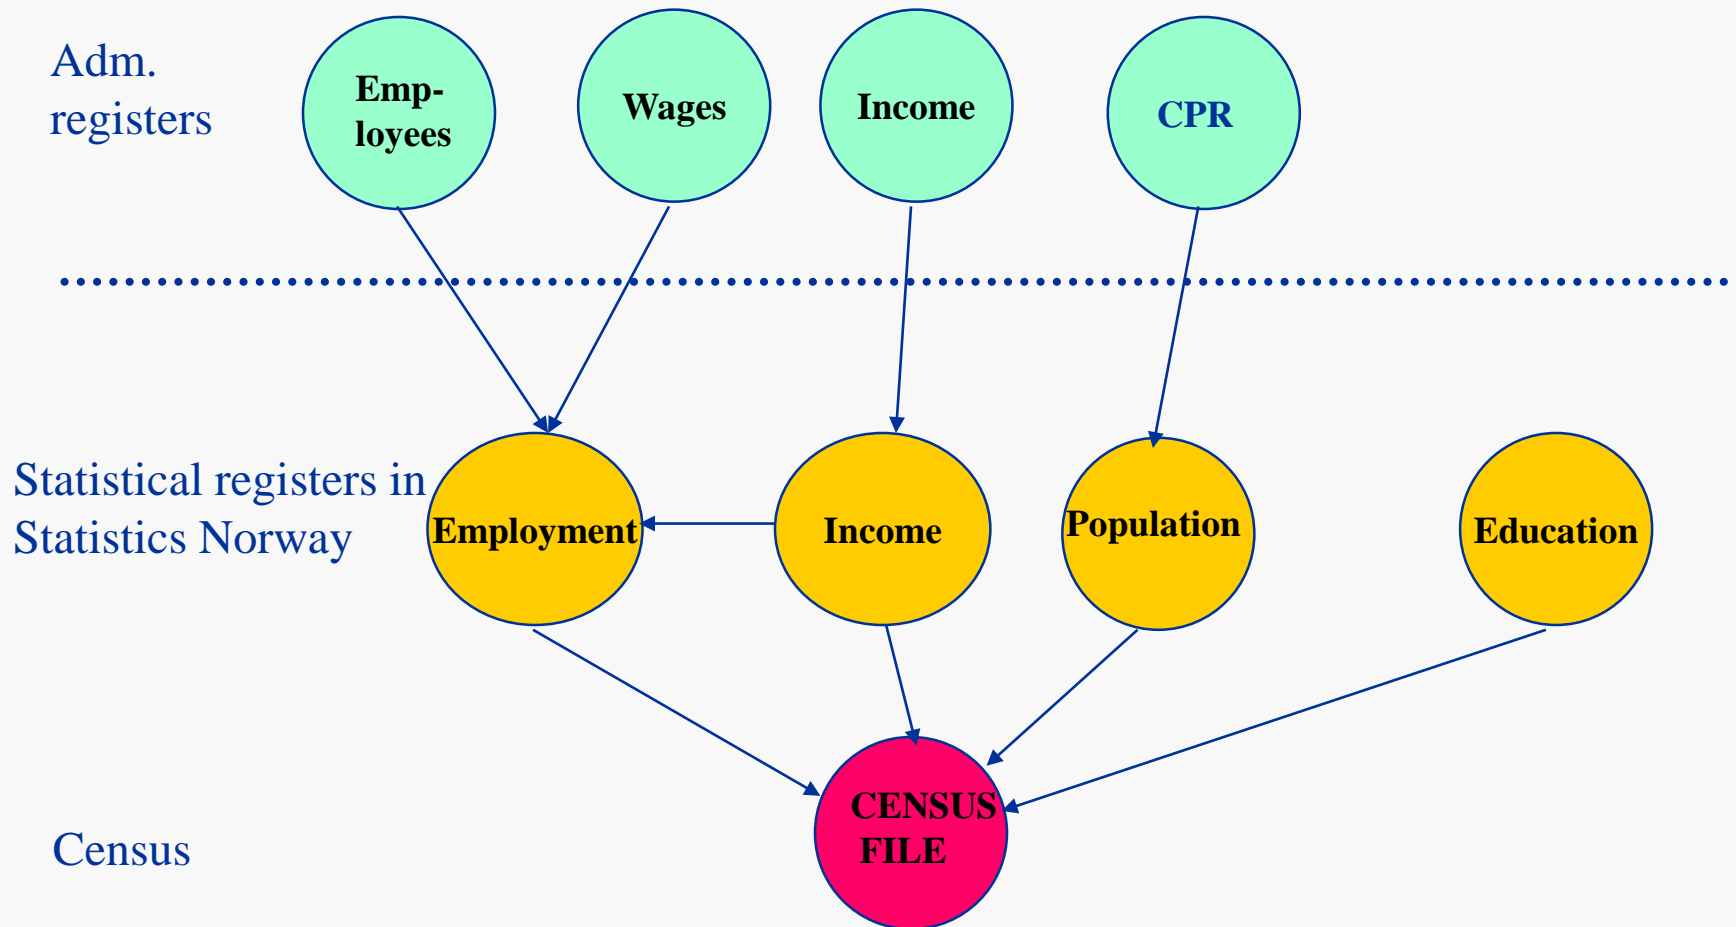 Adm.
registers
Emp-
loyees
Wages
Income
CPR
Statistical registers in
Statistics Norway
Employment
Income
Population
Education
Census
CENSUS
FILE